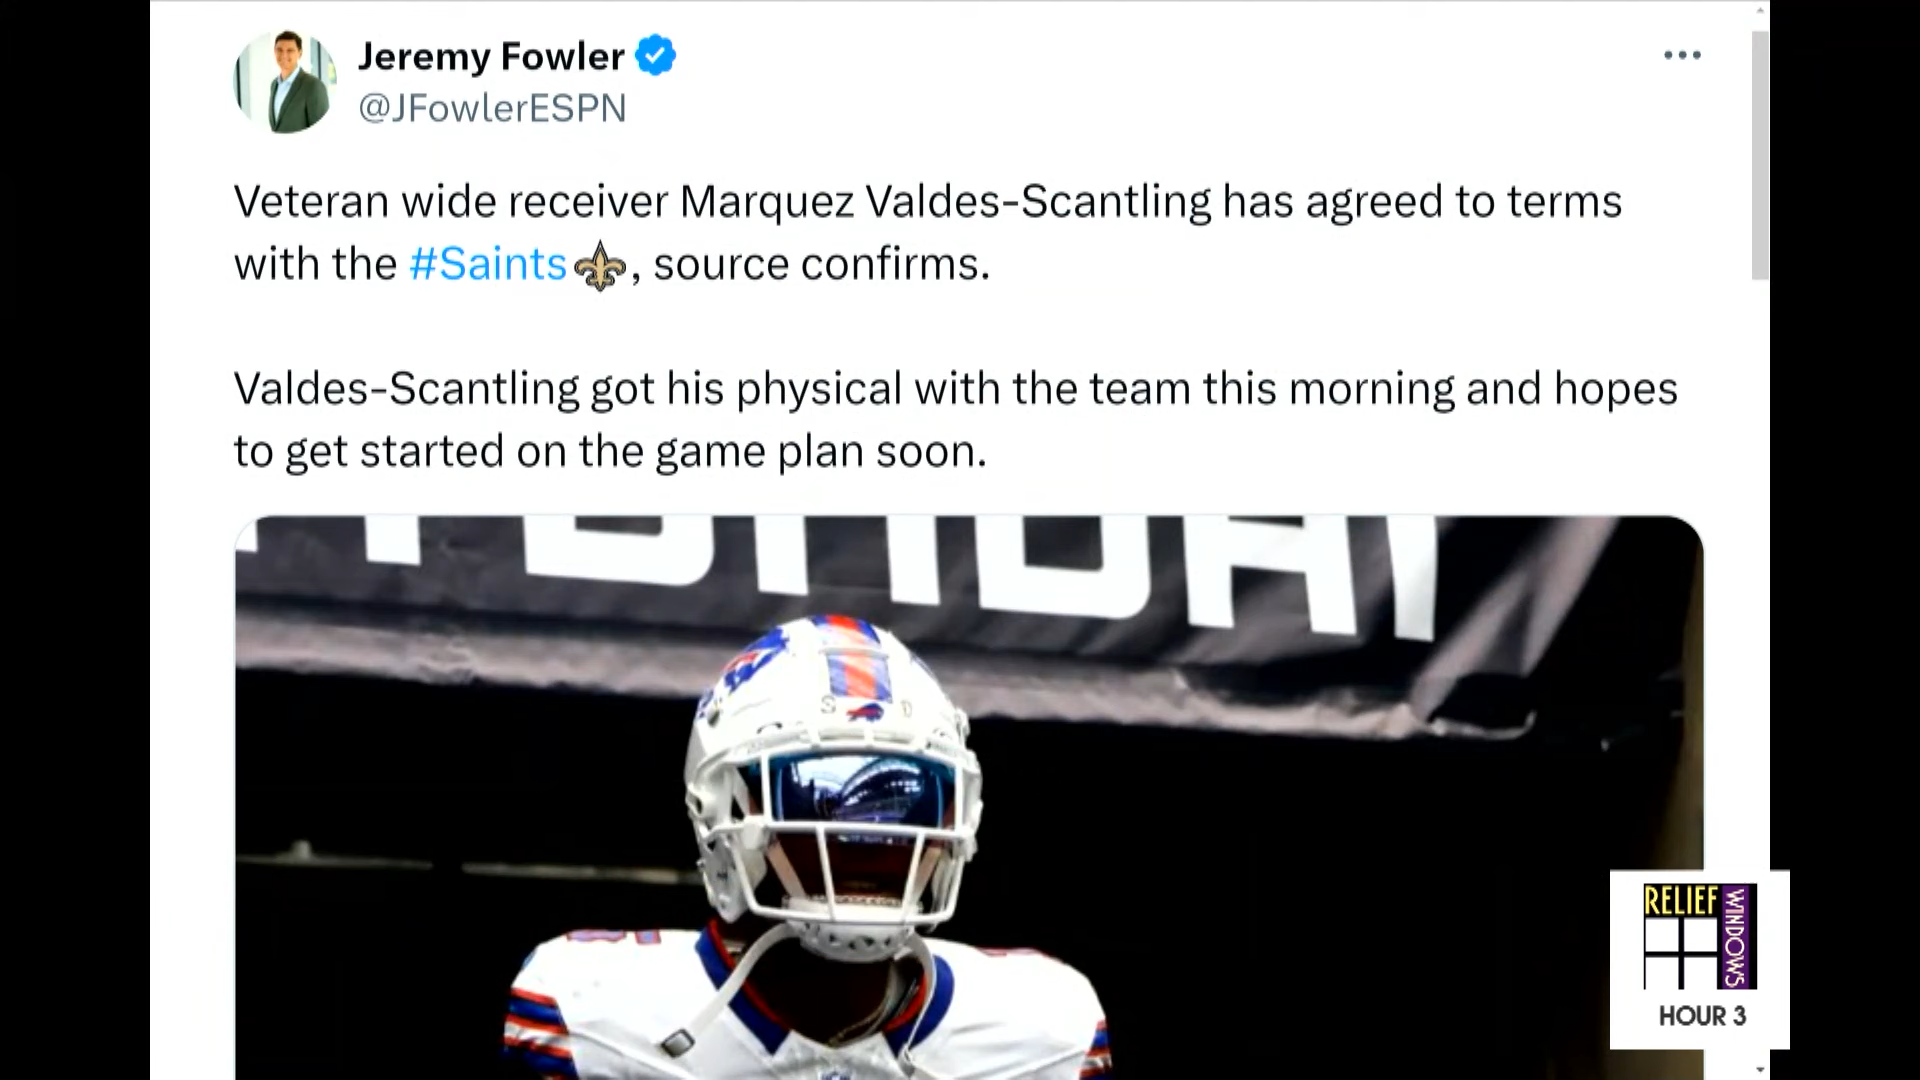 Jeremy Fowler
@JFowlerESPN
Veteran wide receiver Marquez Valdes-Scantling has agreed to terms
with the #Saints, source confirms.
Valdes-Scantling got his physical with the team this morning and hopes
to get started on the game plan soon.
RELIEF
WINDOWS
HOUR 3